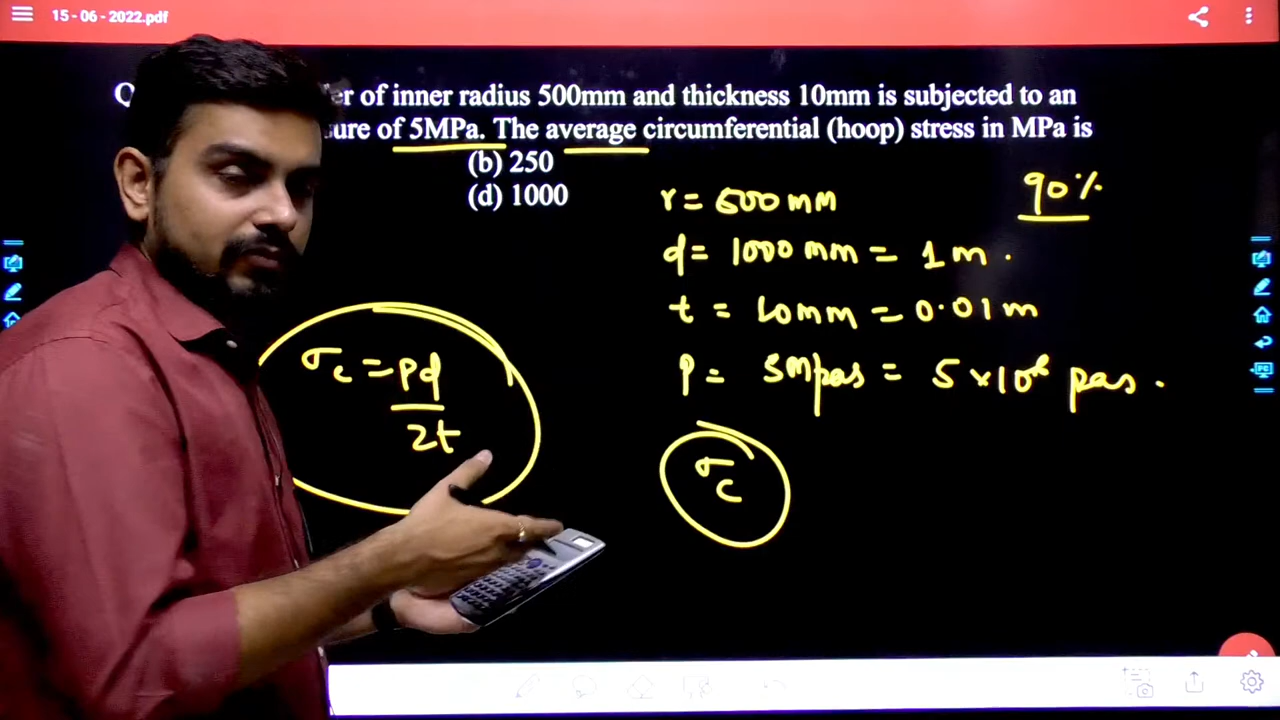 15 - 06 - 2022.pdf
er of inner radius 500mm and thickness 10mm is subjected to an
sure of 5MPa. The average circumferential (hoop) stress in MPa is
(b) 250
(d) 1000
90%
r = 500 mm
d = 1000 mm = 1 m.
t = 10mm = 0.01 m
P = 5Mpas = 5 × 10⁶ pas.
σc = Pd
2t
σc